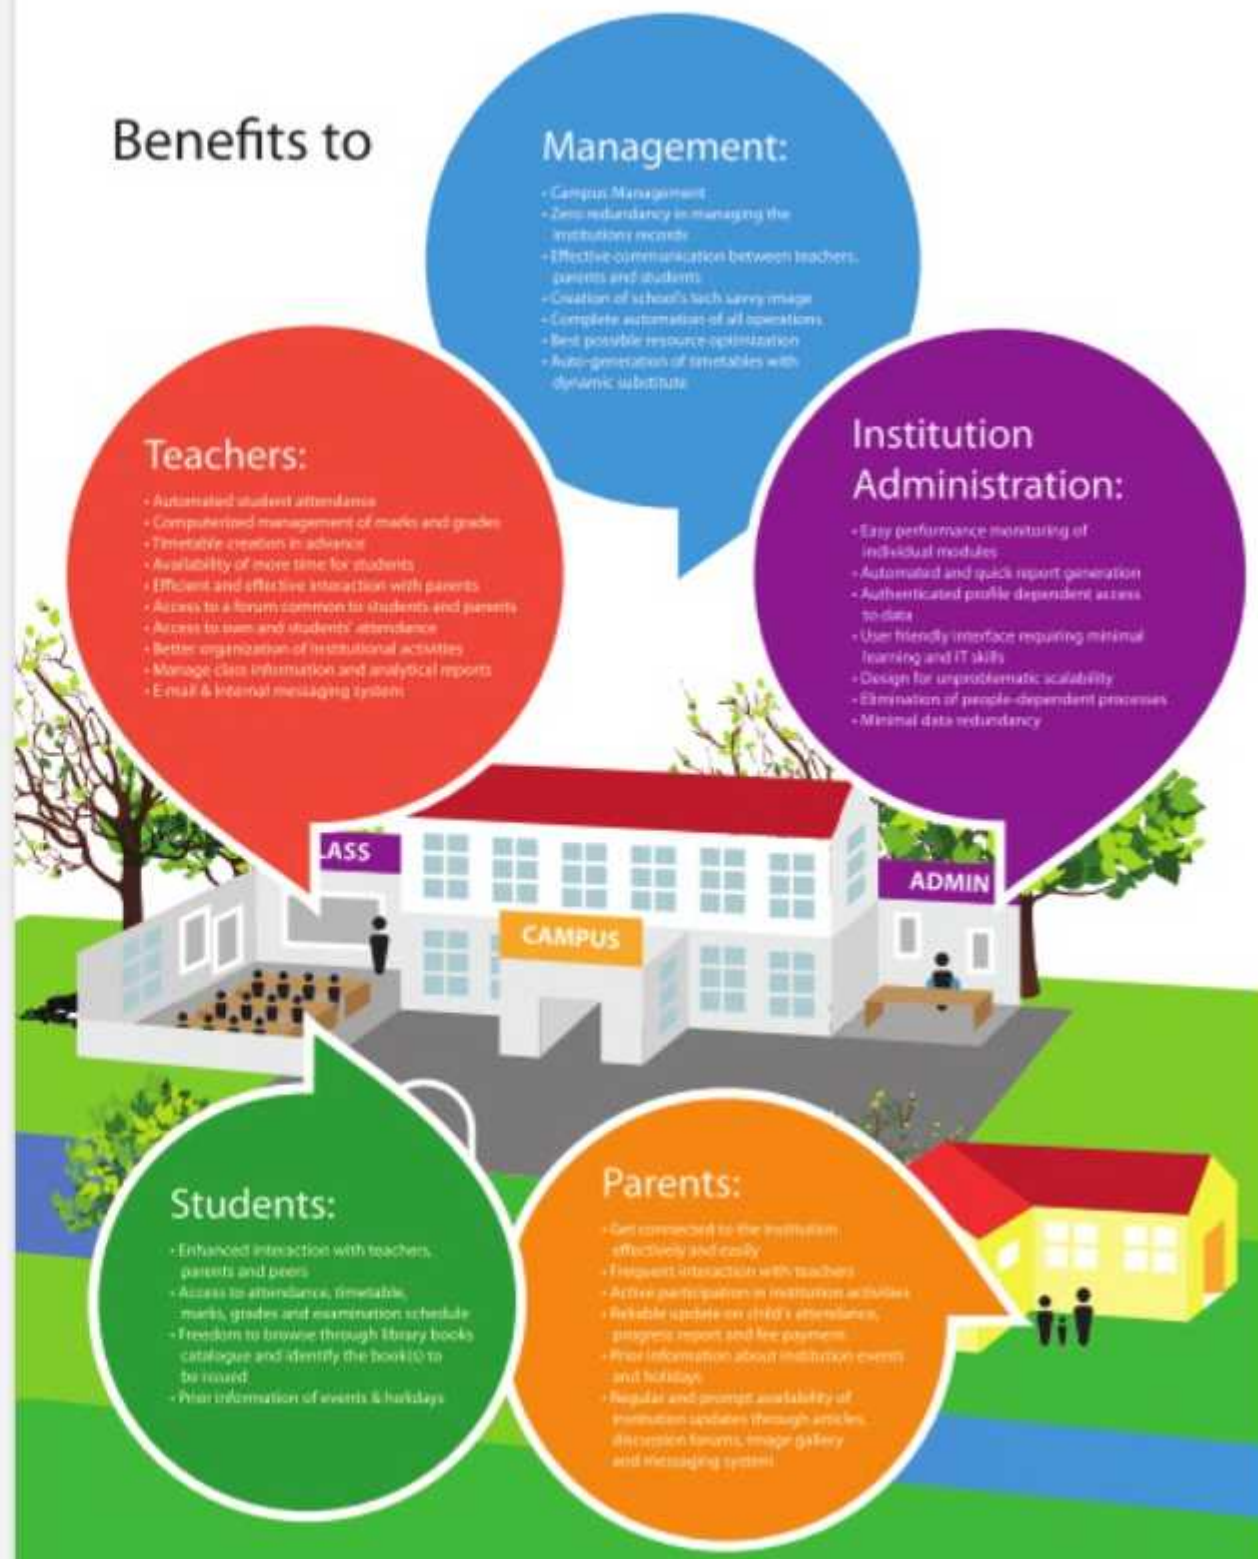 Benefits to
Management:
• Campus Management
• Zero redundancy in managing the
institutions records
• Effective communication between teachers,
parents and students
• Creation of school's tech savvy image
• Complete automation of all operations
• Best possible resource optimization
• Auto-generation of timetables with
dynamic substitute
Teachers:
• Automated student attendance
• Computerized management of marks and grades
• Timetable creation in advance
• Availability of more time for students
• Efficient and effective interaction with parents
• Access to a forum common to students and parents
• Access to own and students' attendance
• Better organization of institutional activities
• Manage class information and analytical reports
• E-mail & internal messaging system
Institution
Administration:
• Easy performance monitoring of
individual modules
• Automated and quick report generation
• Authenticated profile dependent access
to data
• User friendly interface requiring minimal
learning and IT skills
• Design for unproblematic scalability
• Elimination of people-dependent processes
• Minimal data redundancy
LASS
ADMIN
CAMPUS
Students:
• Enhanced interaction with teachers,
parents and peers
• Access to attendance, timetable,
marks, grades and examination schedule
• Freedom to browse through library books
catalogue and identify the book(s) to
be issued
• Prior information of events & holidays
Parents:
• Get connected to the institution
effectively and easily
• Frequent interaction with teachers
• Active participation in institution activities
• Reliable update on child's attendance,
progress report and fee payment
• Prior information about institution events
and holidays
• Regular and prompt availability of
institution updates through articles,
discussion forums, image gallery
and messaging system